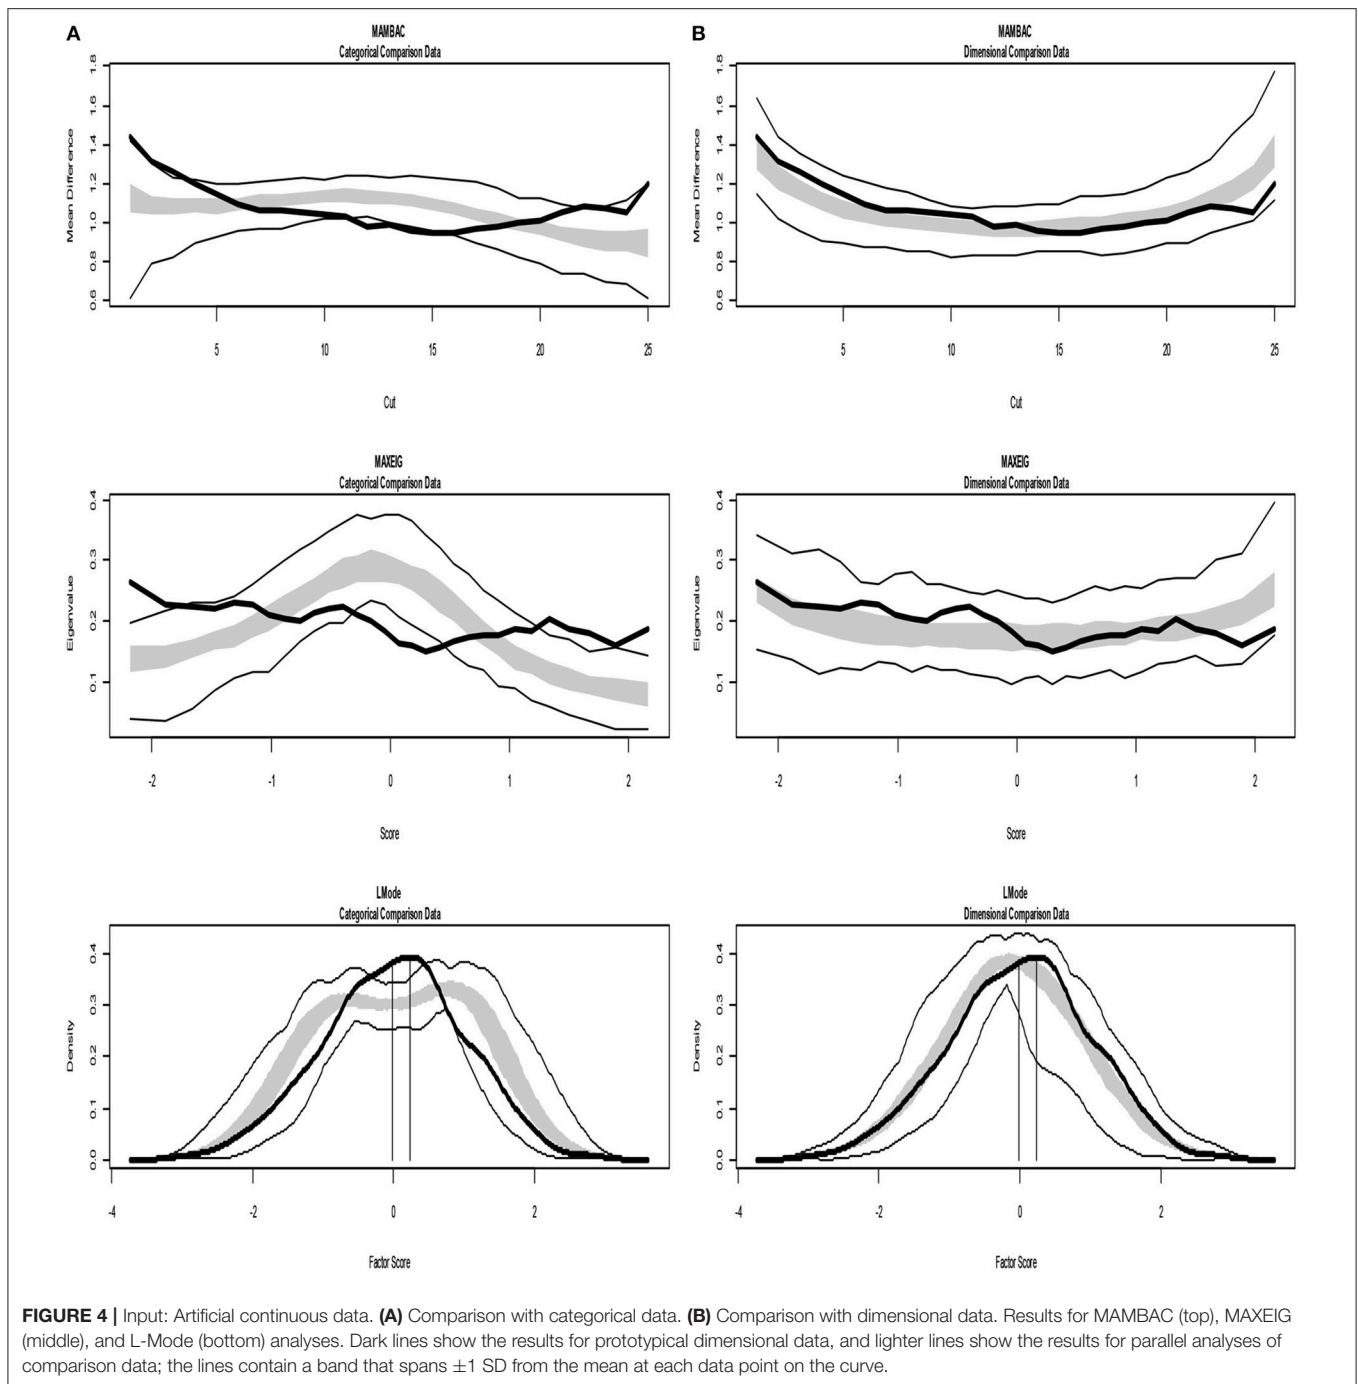 A
MAMBAC
Categorical Comparison Data
Mean Difference
1.8
1.6
1.4
1.2
1.0
0.8
0.6
5
10
15
20
25
Cut
B
MAMBAC
Dimensional Comparison Data
Mean Difference
1.8
1.6
1.4
1.2
1.0
0.8
0.6
5
10
15
20
25
Cut
MAXEIG
Categorical Comparison Data
Eigenvalue
0.4
0.3
0.2
0.1
-2
-1
0
1
2
Score
MAXEIG
Dimensional Comparison Data
Eigenvalue
0.4
0.3
0.2
0.1
-2
-1
0
1
2
Score
LMode
Categorical Comparison Data
Density
0.4
0.3
0.2
0.1
0.0
-4
-2
0
2
Factor Score
LMode
Dimensional Comparison Data
Density
0.4
0.3
0.2
0.1
0.0
-4
-2
0
2
Factor Score
FIGURE 4 | Input: Artificial continuous data. (A) Comparison with categorical data. (B) Comparison with dimensional data. Results for MAMBAC (top), MAXEIG
(middle), and L-Mode (bottom) analyses. Dark lines show the results for prototypical dimensional data, and lighter lines show the results for parallel analyses of
comparison data; the lines contain a band that spans ±1 SD from the mean at each data point on the curve.